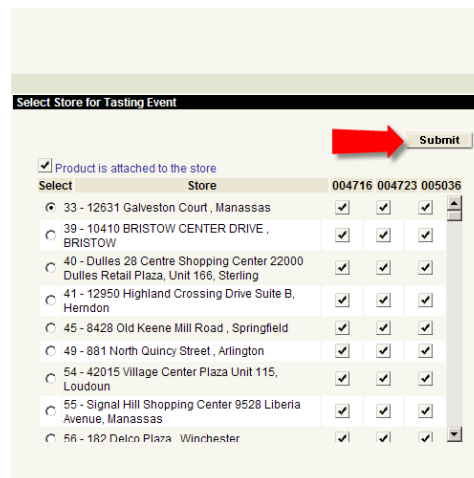 Select Store for Tasting Event
Submit
Product is attached to the store
Select Store 004716 004723 005036
33 - 12631 Galveston Court , Manassas
39 - 10410 BRISTOW CENTER DRIVE ,
BRISTOW
40 - Dulles 28 Centre Shopping Center 22000
Dulles Retail Plaza, Unit 166, Sterling
41 - 12950 Highland Crossing Drive Suite B,
Herndon
45 - 8428 Old Keene Mill Road , Springfield
49 - 881 North Quincy Street , Arlington
54 - 42015 Village Center Plaza Unit 115,
Loudoun
55 - Signal Hill Shopping Center 9528 Liberia
Avenue, Manassas
56 - 182 Delco Plaza Winchester